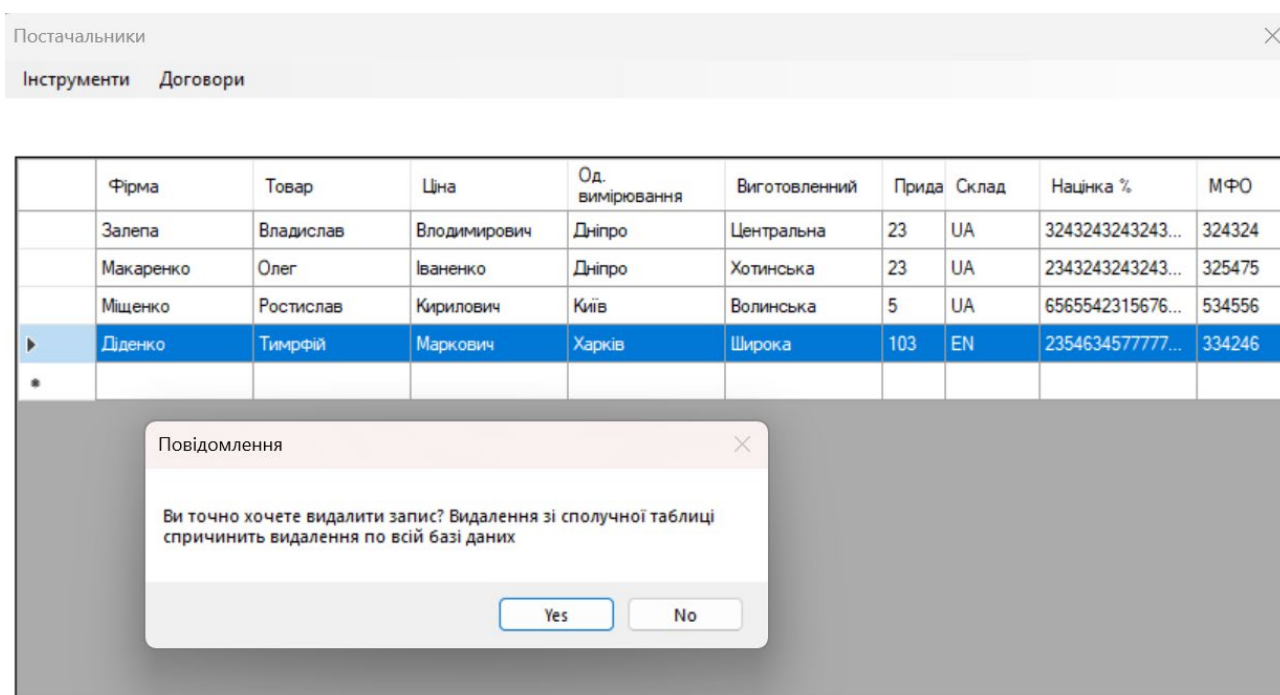 Постачальники
Інструменти Договори
Фірма Товар Ціна Од. вимірювання Виготовленний Прида Склад Націнка % МФО
Залепа Владислав Влодимирович Дніпро Центральна 23 UA 3243243243243... 324324
Макаренко Олег Іваненко Дніпро Хотинська 23 UA 2343243243243... 325475
Міщенко Ростислав Кирилович Київ Волинська 5 UA 6565542315676... 534556
Діденко Тимрфій Маркович Харків Широка 103 EN 2354634577777... 334246
Повідомлення
Ви точно хочете видалити запис? Видалення зі сполучної таблиці
спричинить видалення по всій базі даних
Yes No